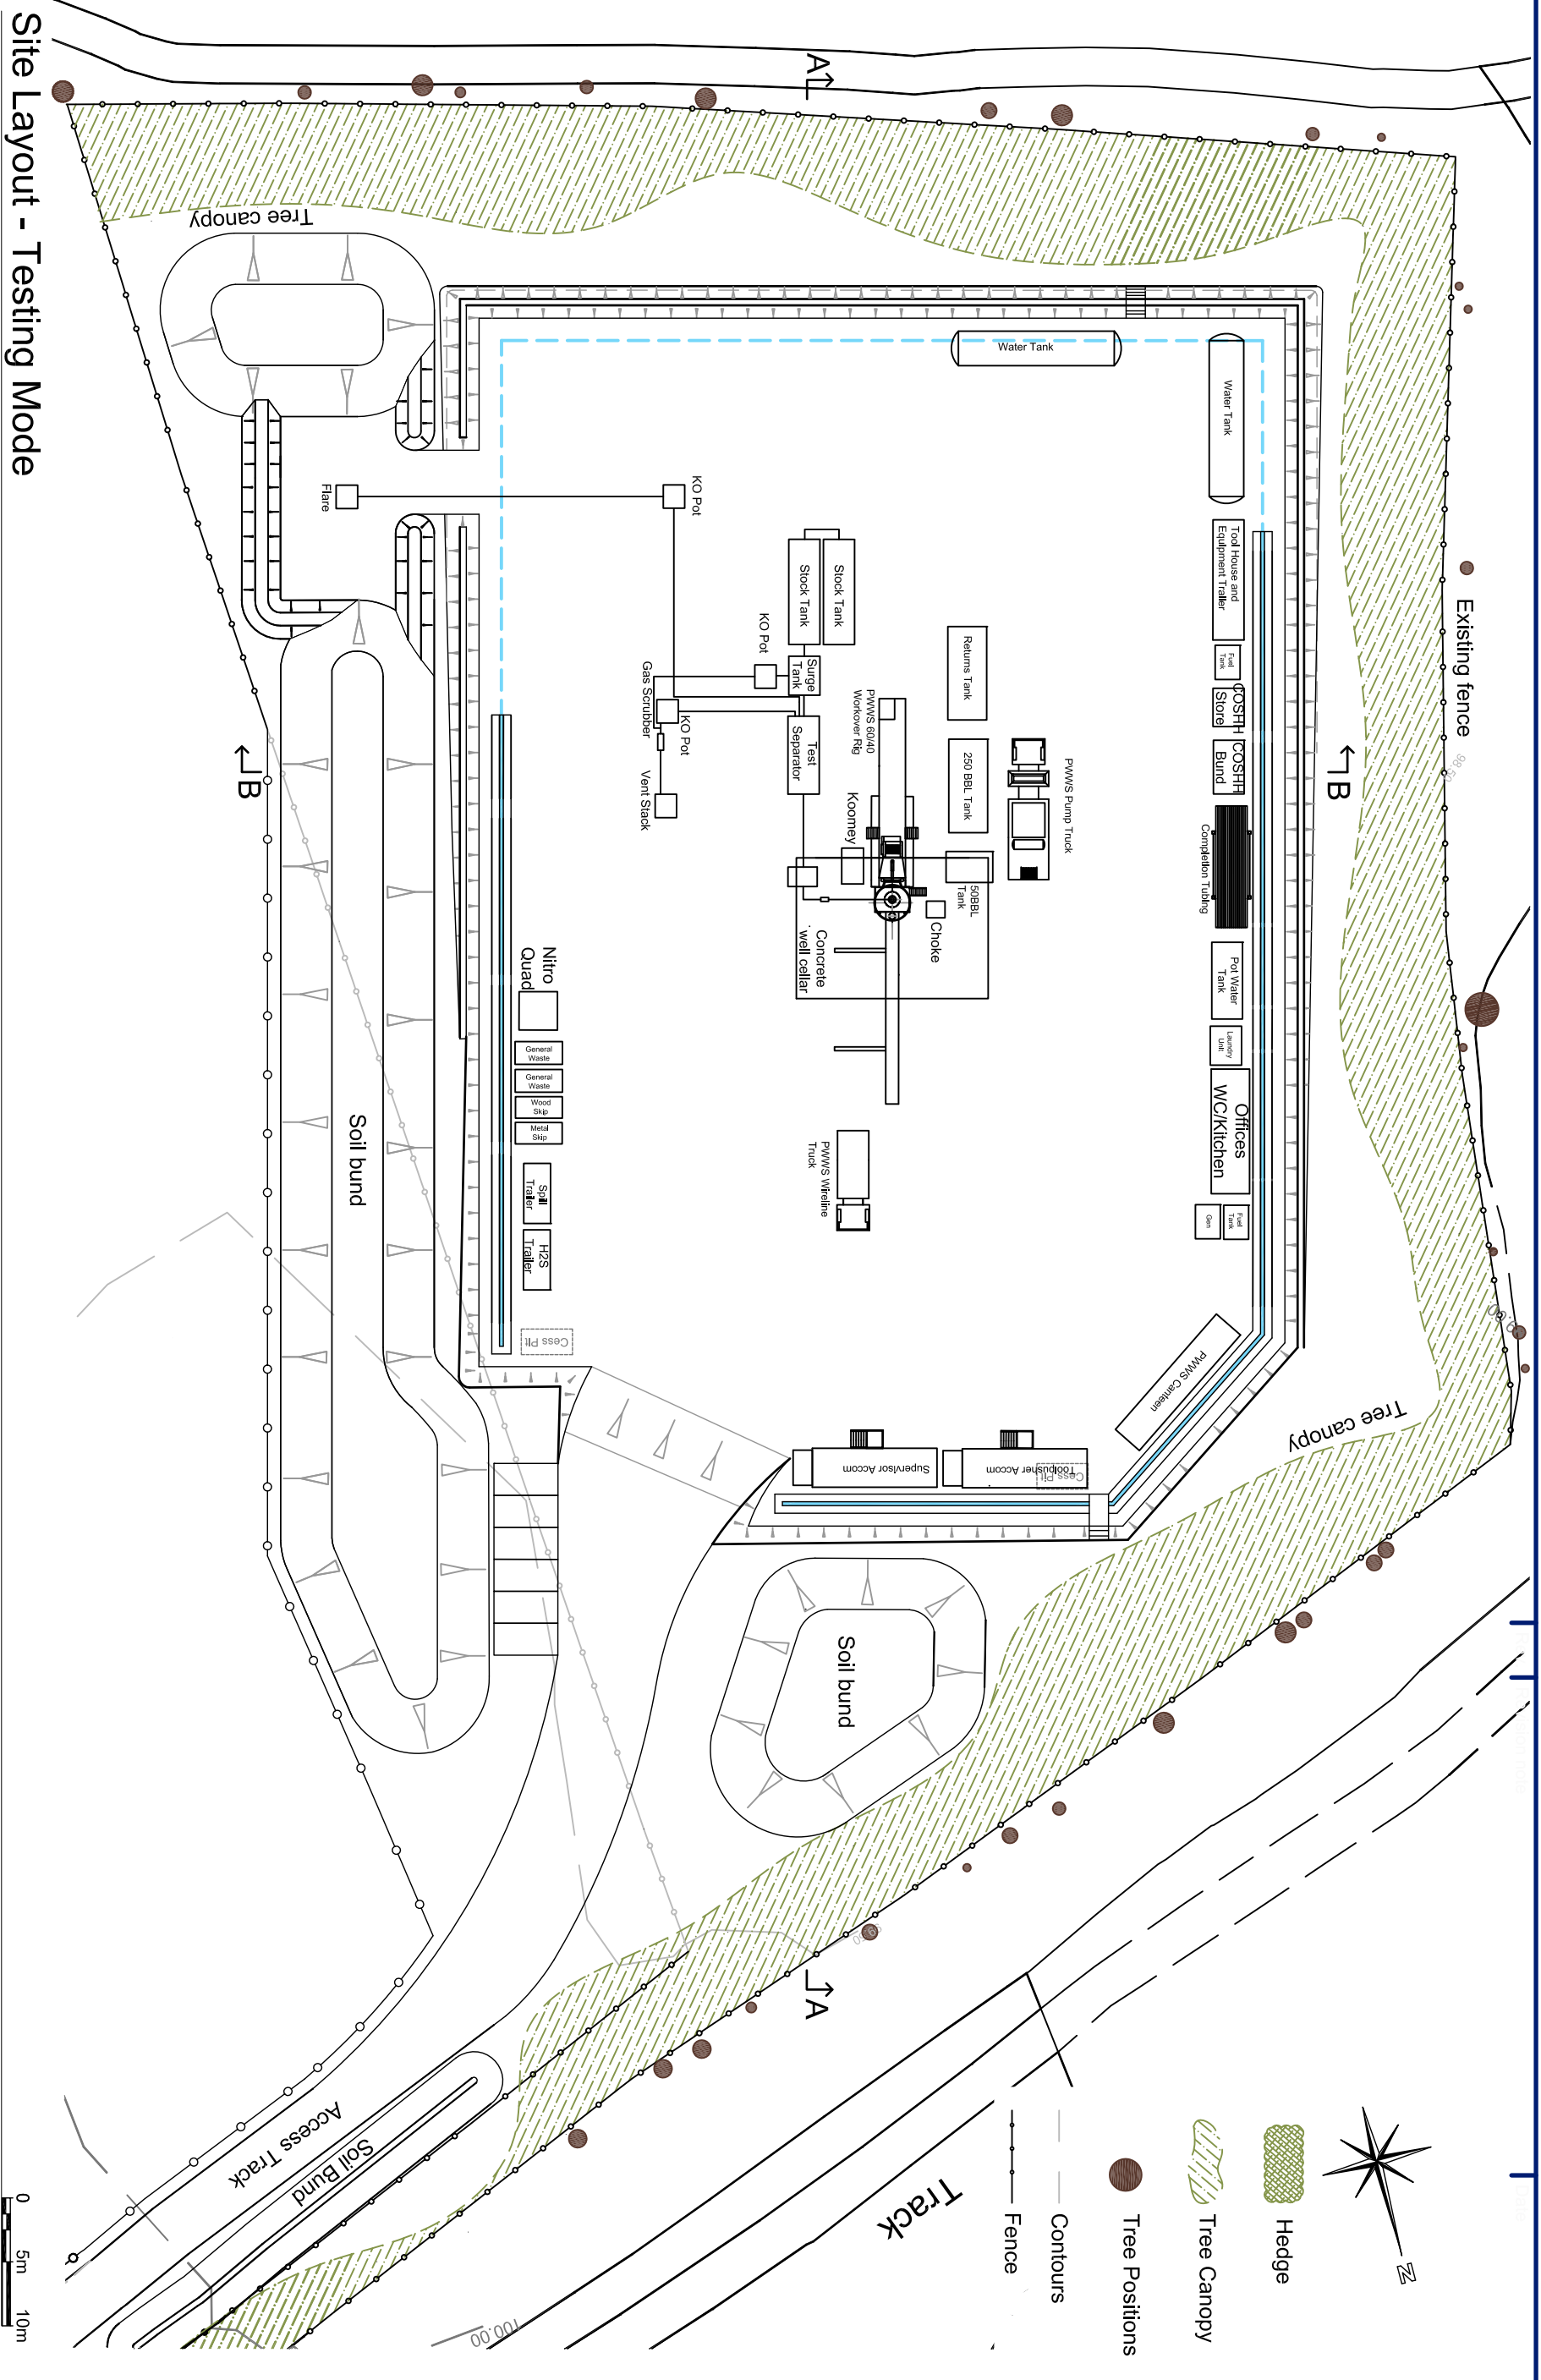 Site Layout - Testing Mode
A
Tree canopy
Water Tank
Water Tank
Existing fence
98.50
Tool House and
Equipment Trailer
Fuel
Tank
COSHH
Store
COSHH
Bund
Completion Tubing
Pot Water
Tank
Laundry
Unit
Offices
WC/Kitchen
Fuel
Tank
Gen
PWWS Canteen
Tree canopy
B
B
Flare
KO Pot
Stock Tank
Stock Tank
KO Pot
Surge
Tank
Gas Scrubber
KO Pot
Test
Separator
Vent Stack
PWWS 60/40
Workover Rig
Returns Tank
250 BBL Tank
PWWS Pump Truck
Koomey
50BBL
Tank
Choke
Concrete
well cellar
Nitro
Quad
General
Waste
General
Waste
Wood
Skip
Metal
Skip
Spill
Trailer
H2S
Trailer
Cess Pit
PWWS Wireline
Truck
Supervisor Accom
Toolpusher Accom
Cess Pit
Soil bund
Soil bund
A
Access Track
Soil Bund
Track
100.00
N
Hedge
Tree Canopy
Tree Positions
Contours
Fence
0
5m
10m